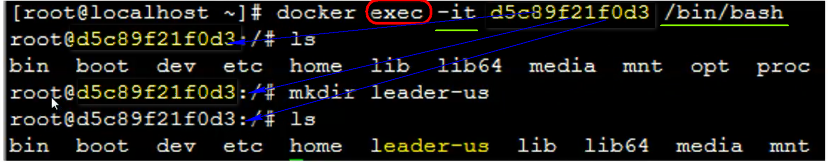 [root@localhost ~]# docker exec -it d5c89f21f0d3 /bin/bash
root@d5c89f21f0d3:/# ls
bin boot dev etc home lib lib64 media mnt opt proc
root@d5c89f21f0d3:/# mkdir leader-us
root@d5c89f21f0d3:/# ls
bin boot dev etc home leader-us lib lib64 media mnt